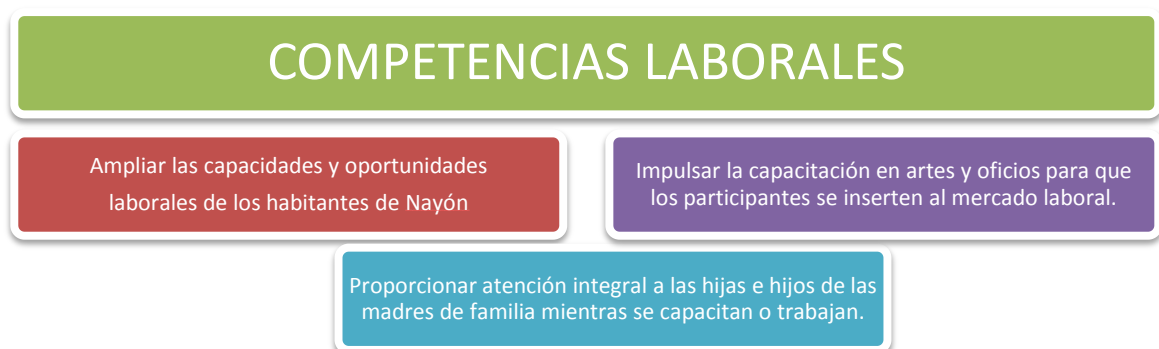 COMPETENCIAS LABORALES
Ampliar las capacidades y oportunidades
laborales de los habitantes de Nayón
Impulsar la capacitación en artes y oficios para que
los participantes se inserten al mercado laboral.
Proporcionar atención integral a las hijas e hijos de las
madres de familia mientras se capacitan o trabajan.